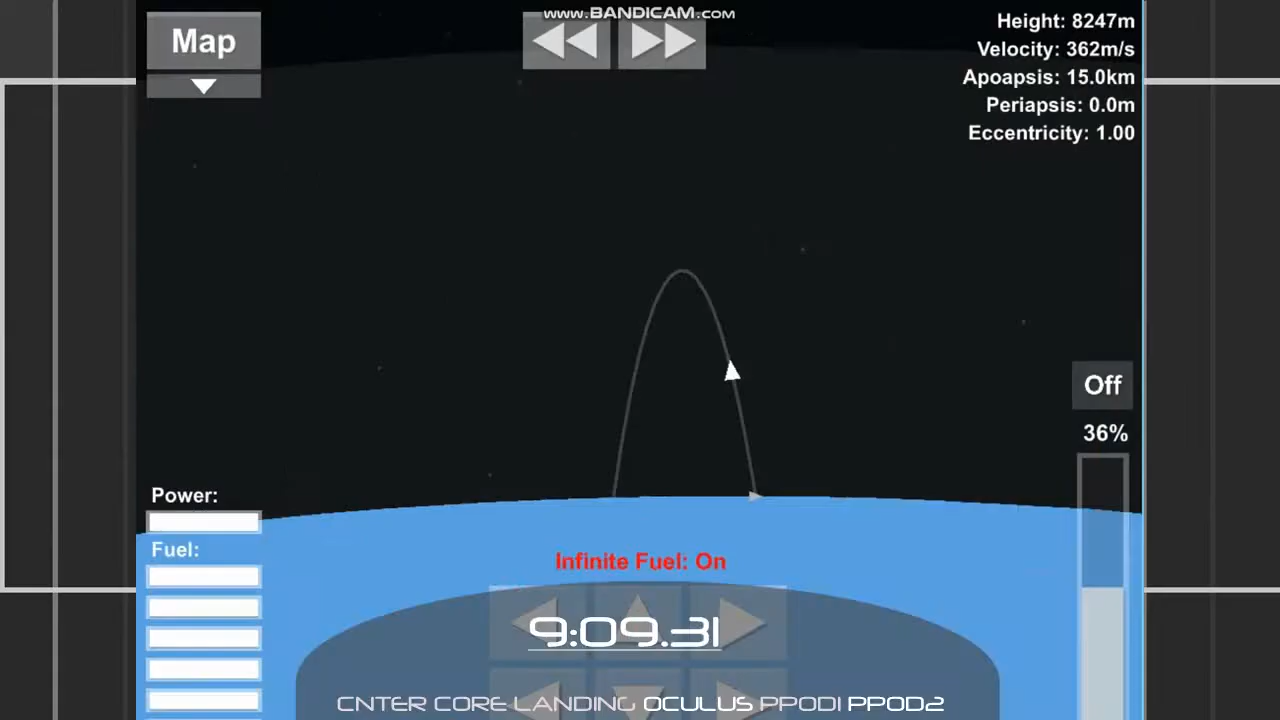 www.BANDICAM.com
Map
Height: 8247m
Velocity: 362m/s
Apoapsis: 15.0km
Periapsis: 0.0m
Eccentricity: 1.00
Off
36%
Power:
Fuel:
Infinite Fuel: On
9:09.31
CNTER CORE LANDING OCULUS PPOD1 PPOD2